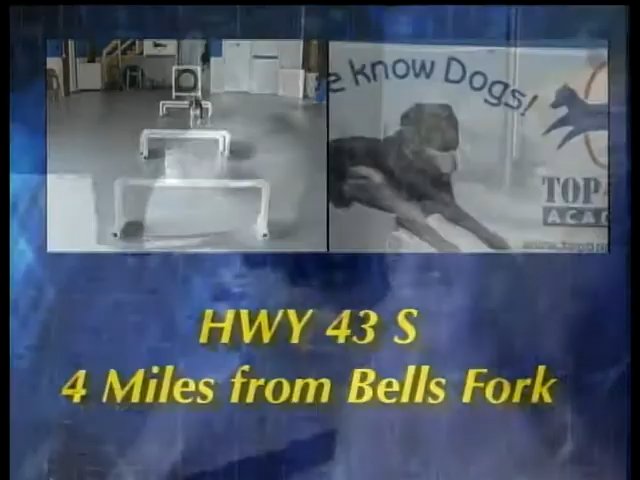 e know Dogs!
TOP
ACA
HWY 43 S
4 Miles from Bells Fork